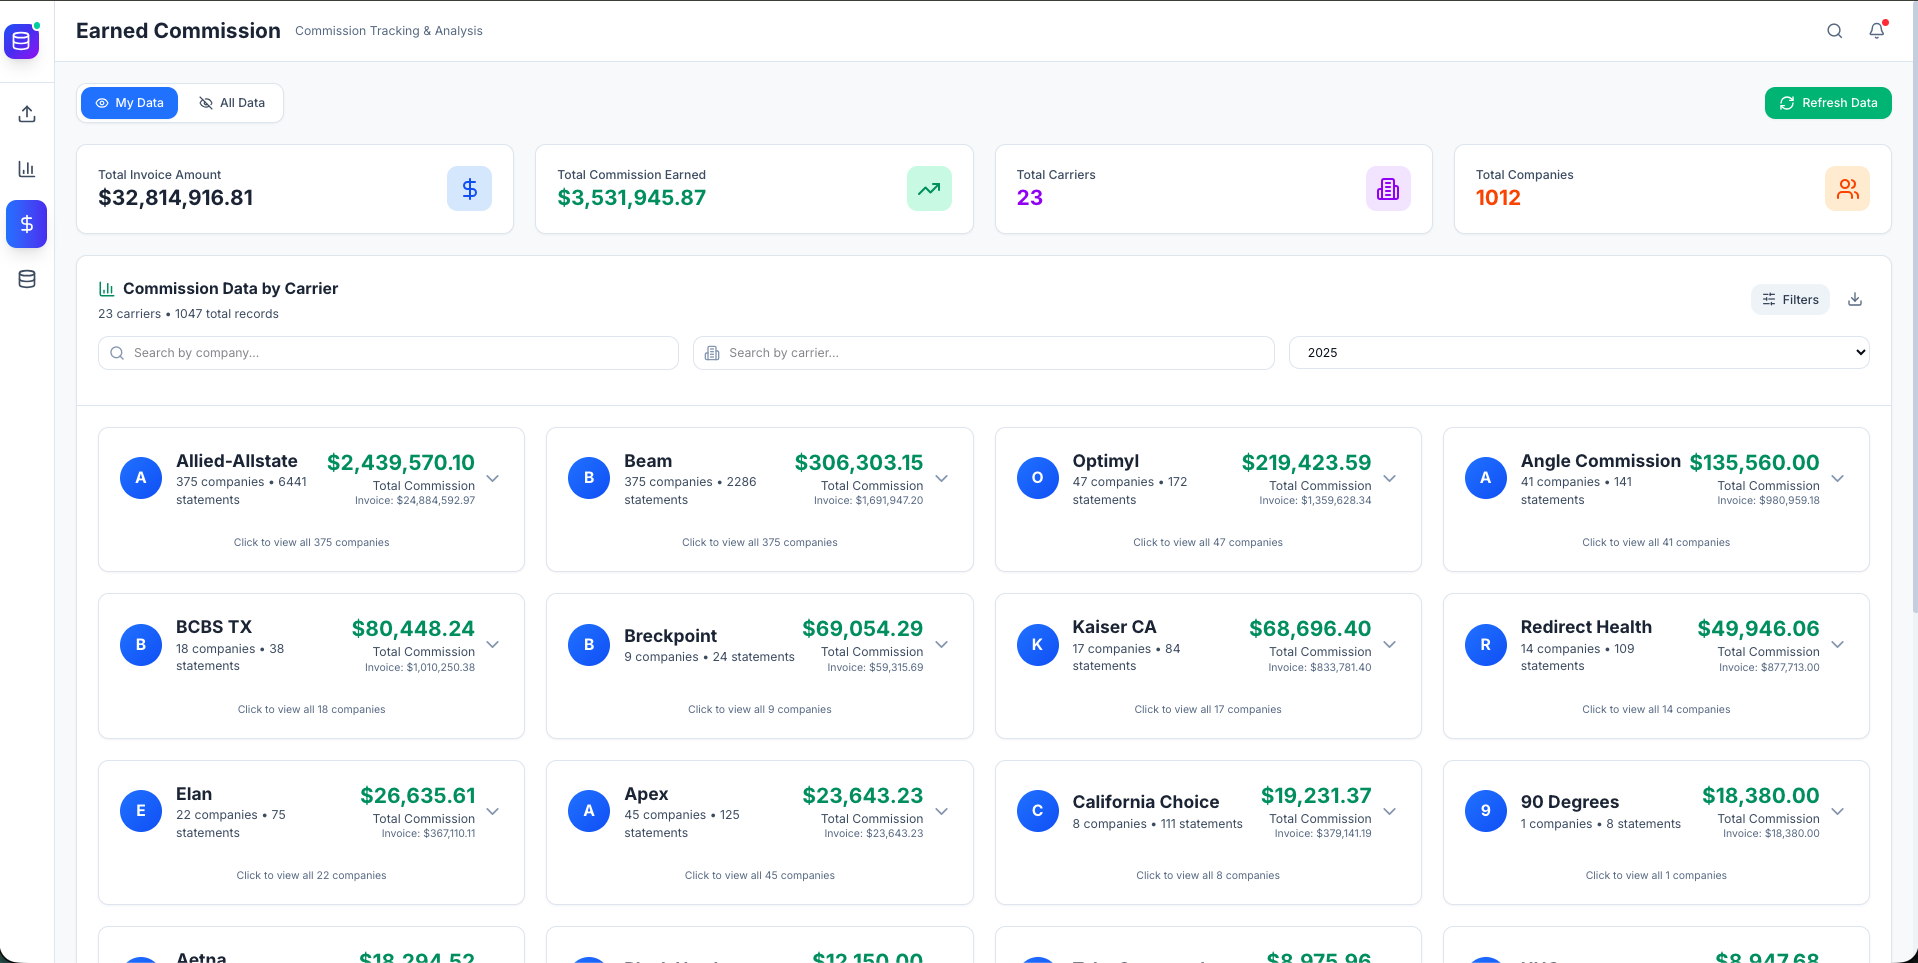 Earned Commission
Commission Tracking & Analysis
My Data
All Data
Refresh Data
Total Invoice Amount
$32,814,916.81
Total Commission Earned
$3,531,945.87
Total Carriers
23
Total Companies
1012
Commission Data by Carrier
23 carriers • 1047 total records
Filters
Search by company...
Search by carrier...
2025
A
Allied-Allstate
375 companies • 6441
statements
$2,439,570.10
Total Commission
Invoice: $24,884,592.97
Click to view all 375 companies
B
Beam
375 companies • 2286
statements
$306,303.15
Total Commission
Invoice: $1,691,947.20
Click to view all 375 companies
O
Optimyl
47 companies • 172
statements
$219,423.59
Total Commission
Invoice: $1,359,628.34
Click to view all 47 companies
A
Angle Commission
41 companies • 141
statements
$135,560.00
Total Commission
Invoice: $980,959.18
Click to view all 41 companies
B
BCBS TX
18 companies • 38
statements
$80,448.24
Total Commission
Invoice: $1,010,250.38
Click to view all 18 companies
B
Breckpoint
9 companies • 24 statements
$69,054.29
Total Commission
Invoice: $59,315.69
Click to view all 9 companies
K
Kaiser CA
17 companies • 84
statements
$68,696.40
Total Commission
Invoice: $833,781.40
Click to view all 17 companies
R
Redirect Health
14 companies • 109
statements
$49,946.06
Total Commission
Invoice: $877,713.00
Click to view all 14 companies
E
Elan
22 companies • 75
statements
$26,635.61
Total Commission
Invoice: $367,110.11
Click to view all 22 companies
A
Apex
45 companies • 125
statements
$23,643.23
Total Commission
Invoice: $23,643.23
Click to view all 45 companies
C
California Choice
8 companies • 111 statements
$19,231.37
Total Commission
Invoice: $379,141.19
Click to view all 8 companies
9
90 Degrees
1 companies • 8 statements
$18,380.00
Total Commission
Invoice: $18,380.00
Click to view all 1 companies
Aetna
$18,294.52
$12,150.00
$8,975.96
$8,947.68